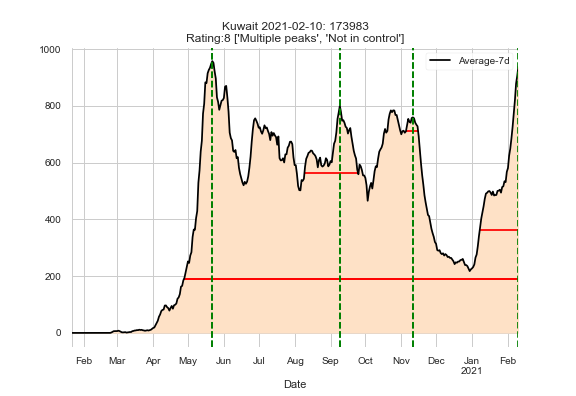 Kuwait 2021-02-10: 173983
Rating:8 ['Multiple peaks', 'Not in control']
Average-7d
1000
800
600
400
200
0
Feb Mar Apr May Jun Jul Aug Sep Oct Nov Dec Jan Feb
2021
Date